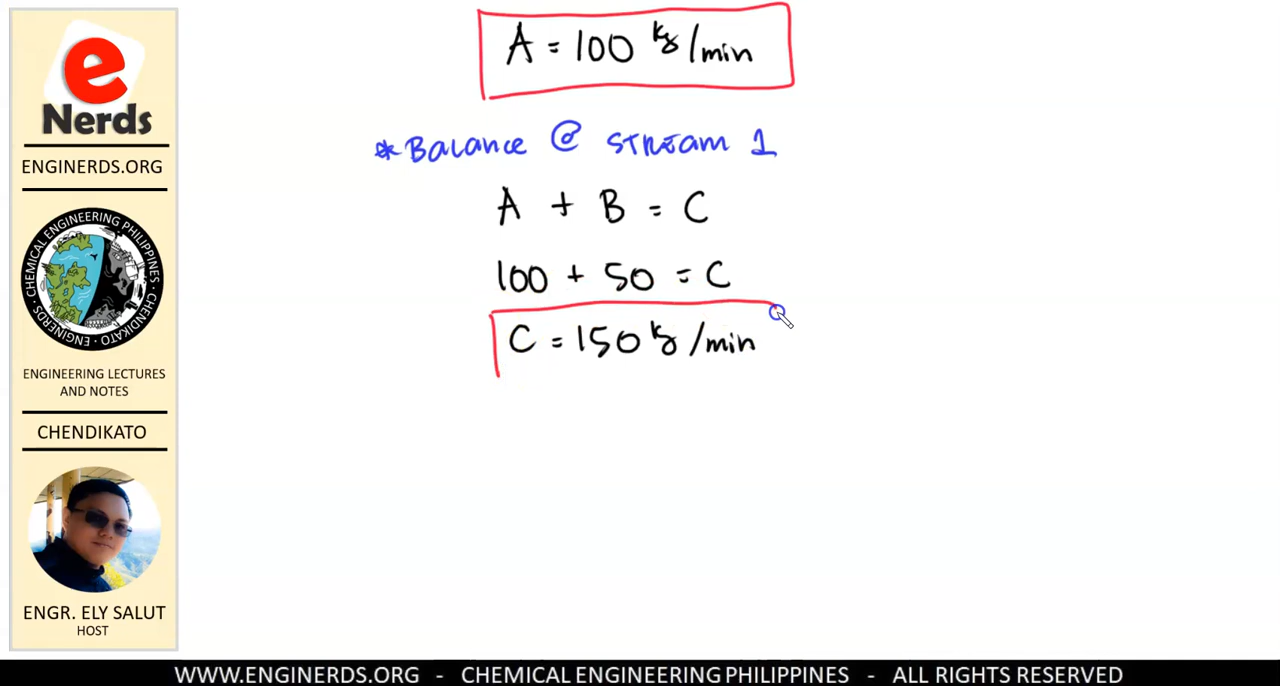 e
Nerds
ENGINERDS.ORG
CHEMICAL ENGINEERING PHILIPPINES
ENGINERDS - CHENDIKATO
ENGINEERING LECTURES
AND NOTES
CHENDIKATO
ENGR. ELY SALUT
HOST
A = 100 kg/min
*Balance @ STREam 1
A + B = C
100 + 50 = C
C = 150 kg/min
WWW.ENGINERDS.ORG - CHEMICAL ENGINEERING PHILIPPINES - ALL RIGHTS RESERVED